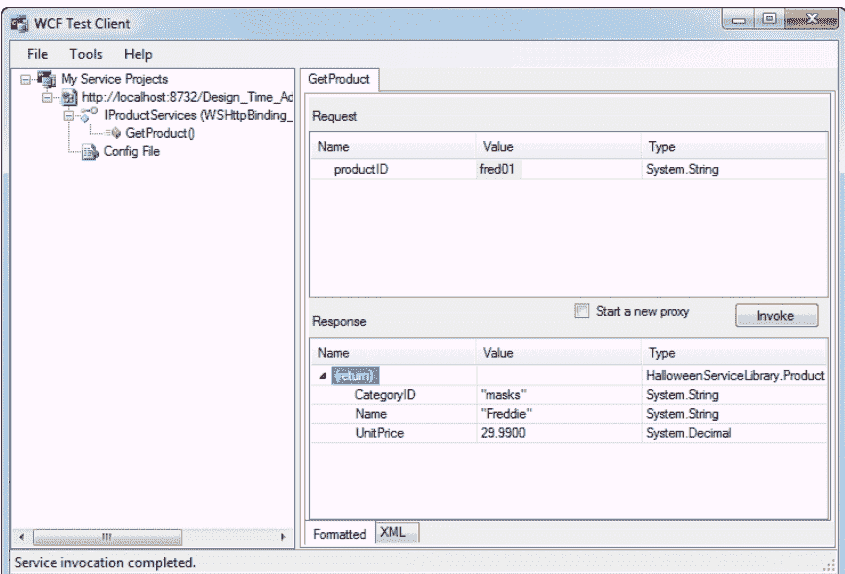 WCF Test Client
File Tools Help
My Service Projects
http://localhost:8732/Design_Time_Ad
IProductServices (WSHttpBinding_
GetProduct()
Config File
GetProduct
Request
Name Value Type
productID fred01 System.String
Start a new proxy Invoke
Response
Name Value Type
(return) HalloweenServiceLibrary.Product
CategoryID "masks" System.String
Name "Freddie" System.String
UnitPrice 29.9900 System.Decimal
Formatted XML
Service invocation completed.